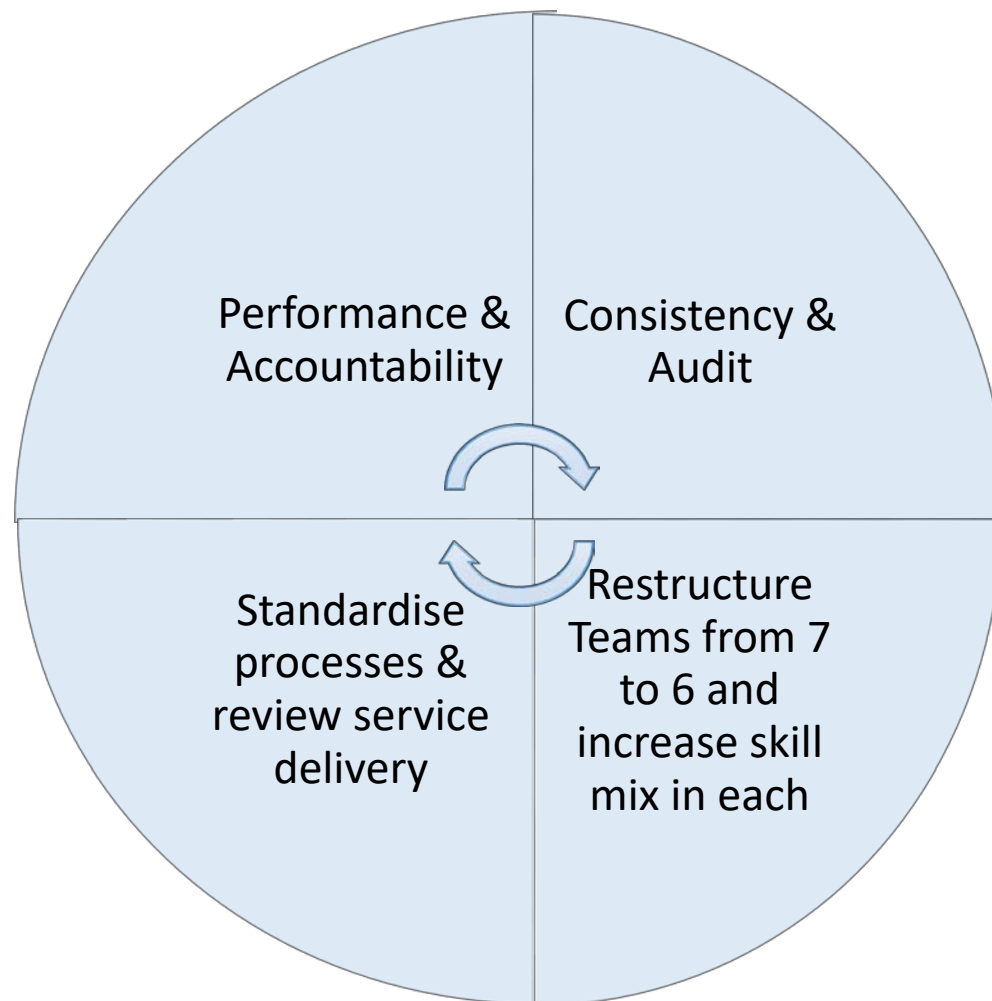 Performance &
Accountability
Consistency &
Audit
Standardise
processes &
review service
delivery
Restructure
Teams from 7
to 6 and
increase skill
mix in each